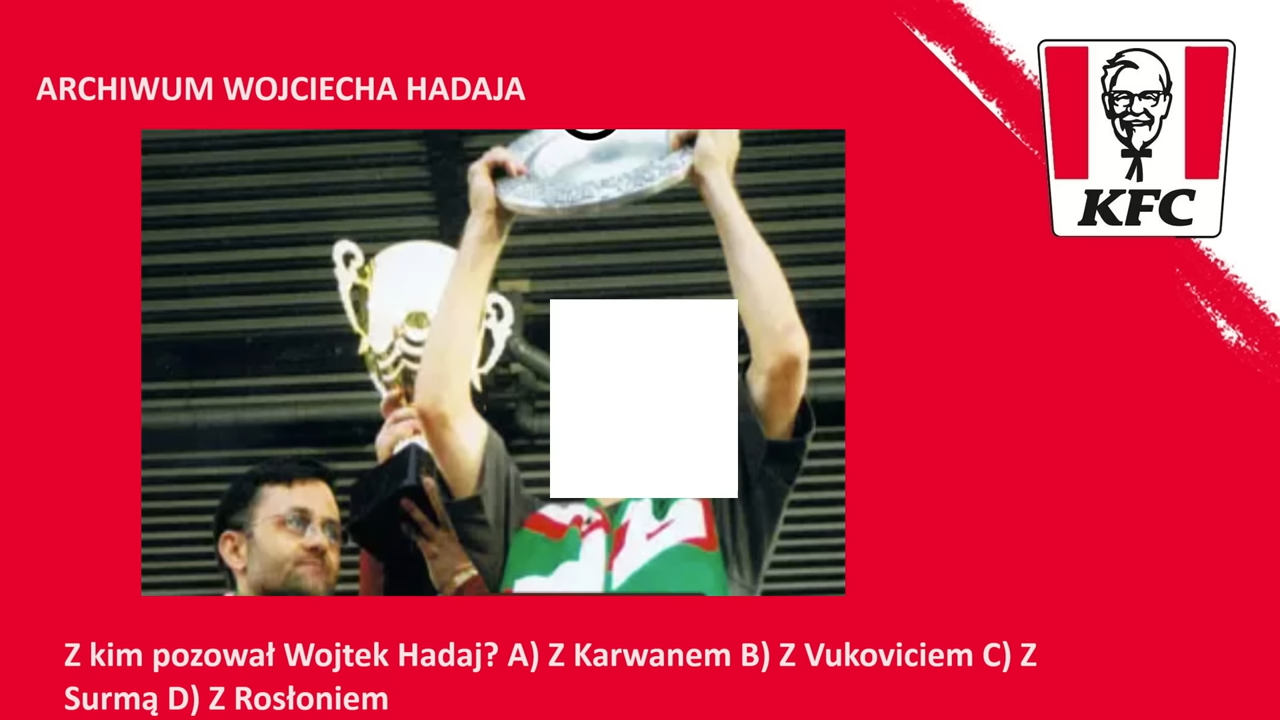 ARCHIWUM WOJCIECHA HADAJA
KFC
Z kim pozował Wojtek Hadaj? A) Z Karwanem B) Z Vukoviciem C) Z
Surmą D) Z Rosłoniem